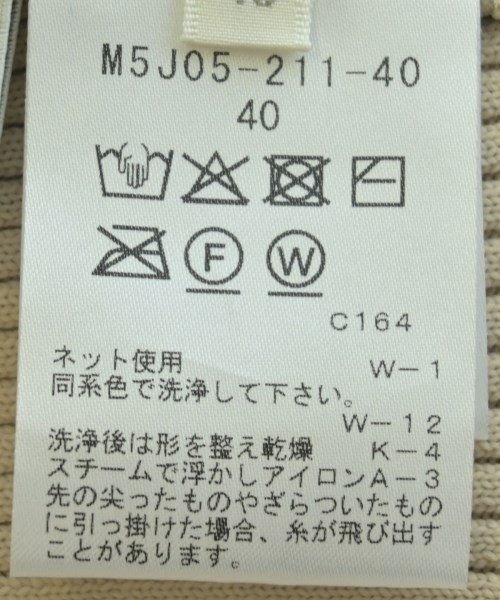 M5J05-211-40
40
F W
C164
ネット使用 W-1
同系色で洗浄して下さい。
W-12
洗浄後は形を整え乾燥 K-4
スチームで浮かしアイロンA-3
先の尖ったものやざらついたもの
に引っ掛けた場合、糸が飛び出す
ことがあります。